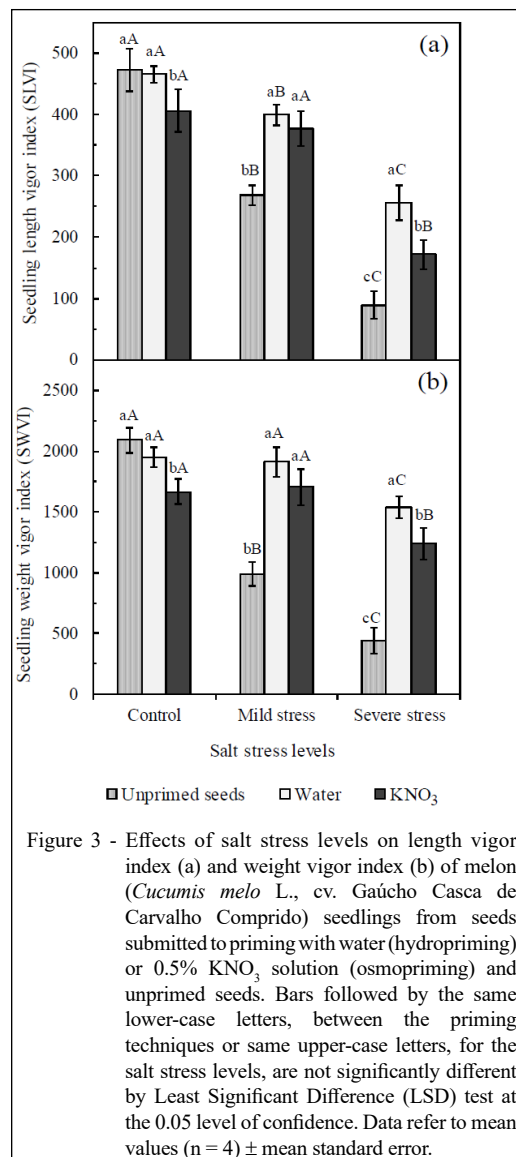 (a)
Seedling length vigor index (SLVI)
500
400
300
200
100
0
aA
aA
bA
bB
aB
aA
cC
aC
bB
(b)
Seedling weight vigor index (SWVI)
2500
2000
1500
1000
500
0
aA
aA
bA
bB
aA
aA
cC
aC
bB
Control
Mild stress
Severe stress
Salt stress levels
Unprimed seeds
Water
KNO₃
Figure 3 - Effects of salt stress levels on length vigor
index (a) and weight vigor index (b) of melon
(Cucumis melo L., cv. Gaúcho Casca de
Carvalho Comprido) seedlings from seeds
submitted to priming with water (hydropriming)
or 0.5% KNO₃ solution (osmopriming) and
unprimed seeds. Bars followed by the same
lower-case letters, between the priming
techniques or same upper-case letters, for the
salt stress levels, are not significantly different
by Least Significant Difference (LSD) test at
the 0.05 level of confidence. Data refer to mean
values (n = 4) ± mean standard error.